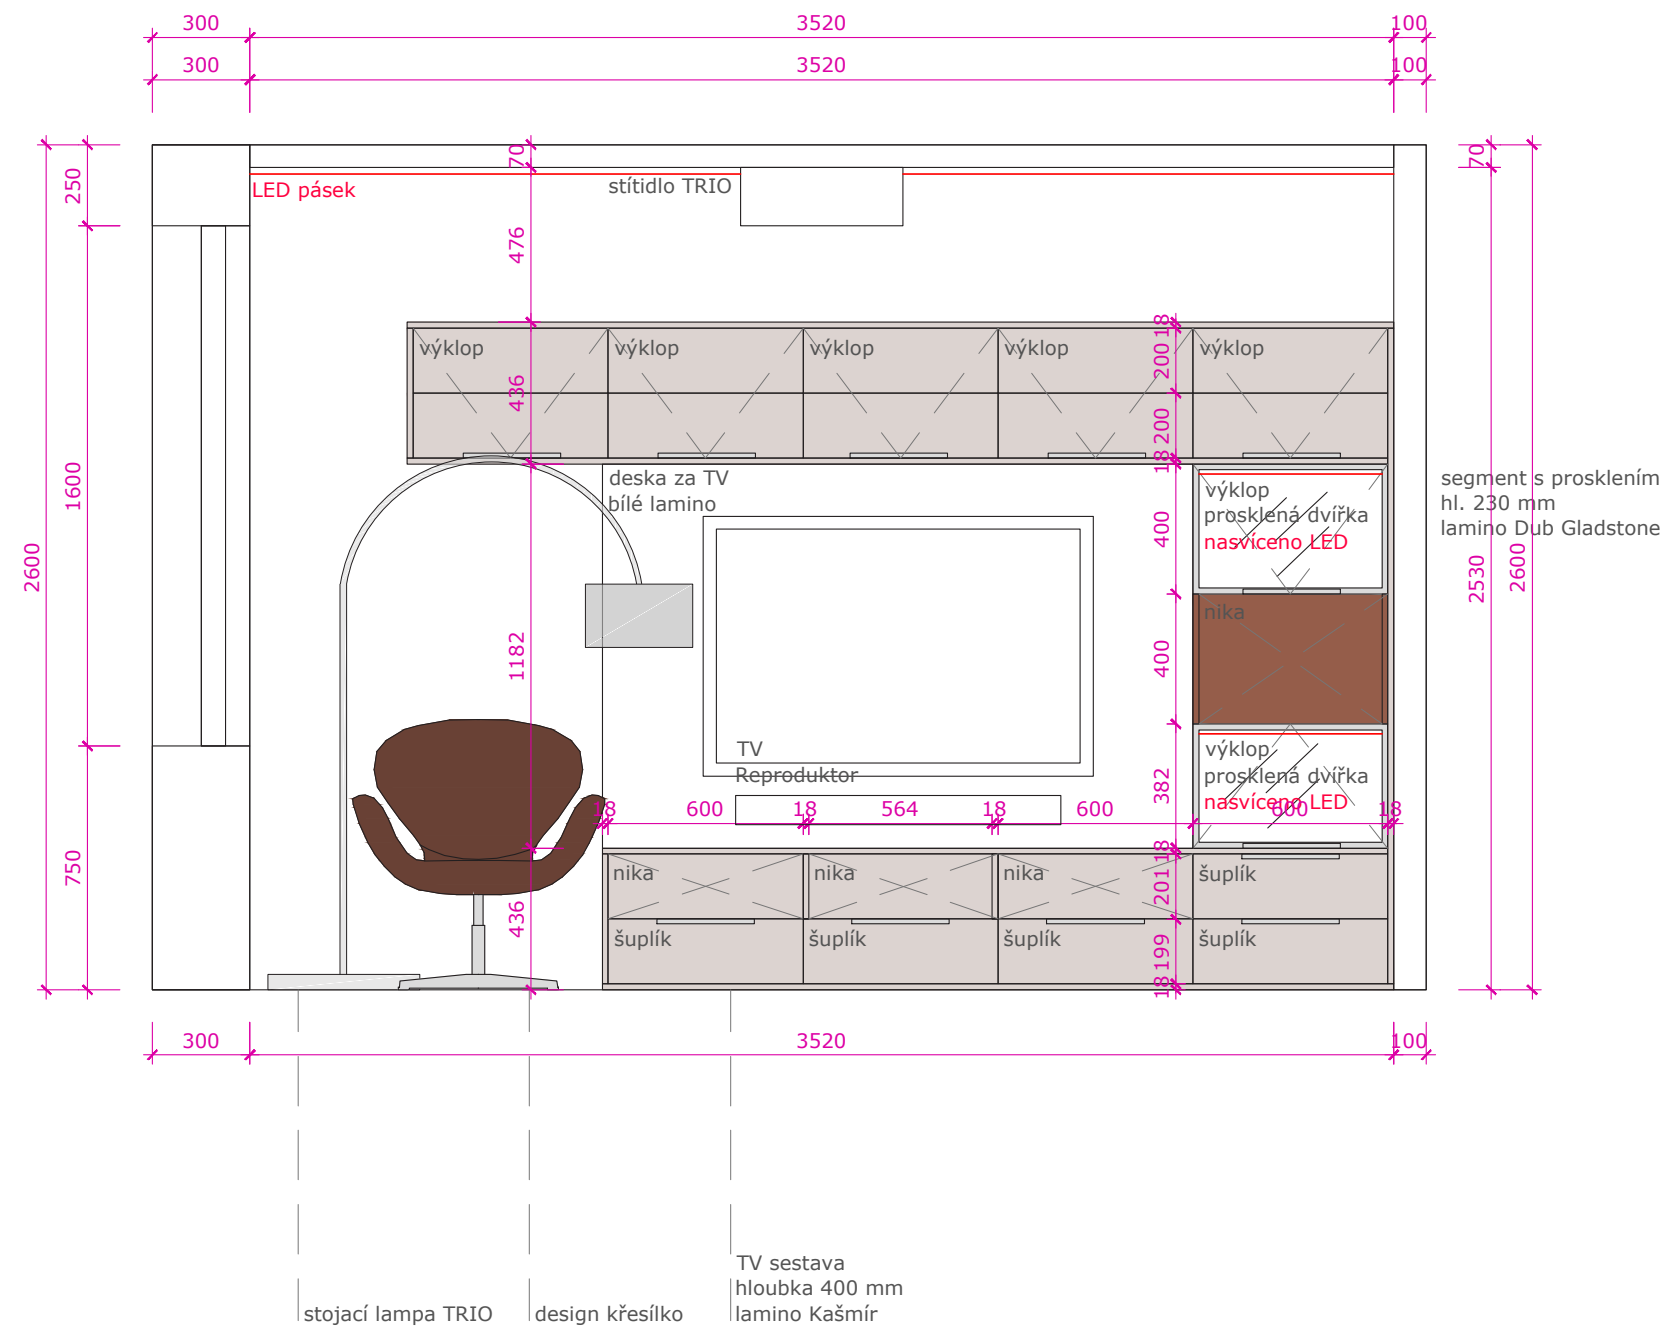 300
3520
100
300
3520
100
70
70
250
LED pásek
stítidlo TRIO
476
18
výklop
výklop
výklop
výklop
výklop
200
436
200
18
deska za TV
bílé lamino
1600
výklop
prosklená dvířka
nasvíceno LED
segment s prosklením
hl. 230 mm
lamino Dub Gladstone
400
2600
2530
2600
nika
1182
400
TV
Reproduktor
výklop
prosklená dvířka
nasvíceno LED
382
18
600
18
564
18
600
600
18
750
18
nika
nika
nika
šuplík
201
436
šuplík
šuplík
šuplík
šuplík
199
18
300
3520
100
TV sestava
hloubka 400 mm
stojací lampa TRIO
design křesílko
lamino Kašmír